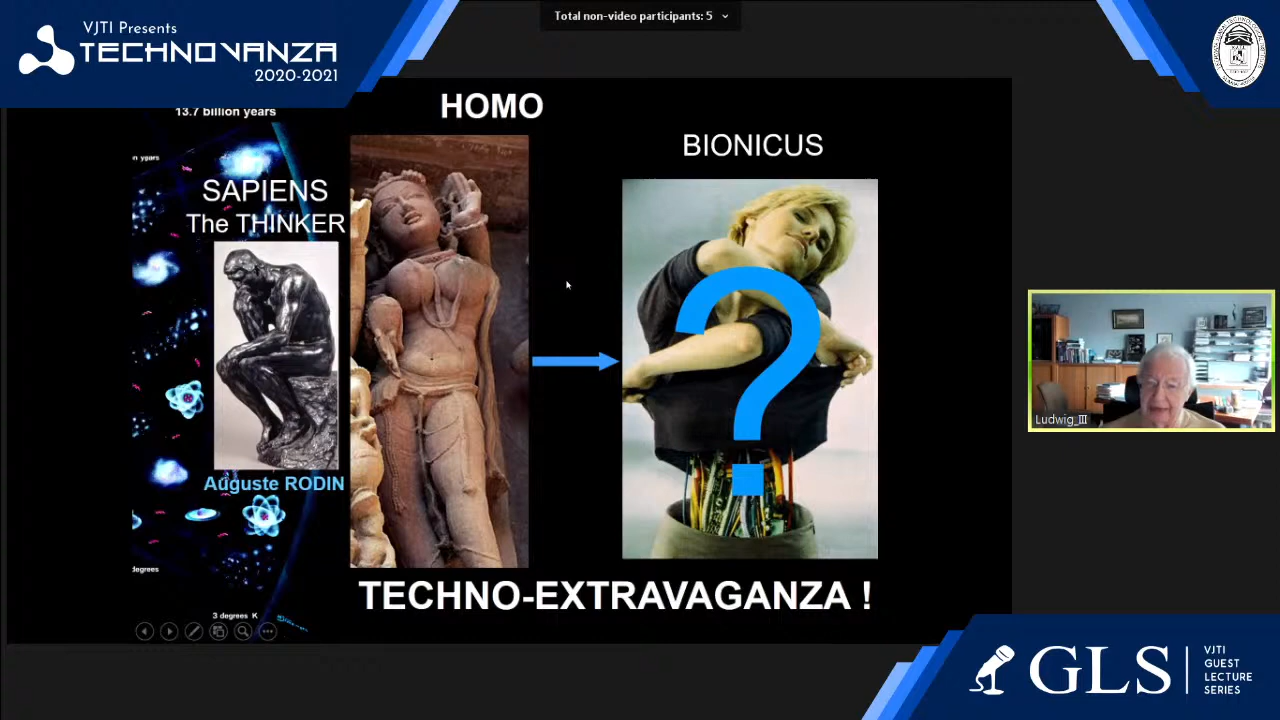 VJTI Presents
TECHNOVANZA
2020-2021
Total non-video participants: 5
13.7 billion years
HOMO
BIONICUS
SAPIENS
The THINKER
Auguste RODIN
degrees
TECHNO-EXTRAVAGANZA !
3 degrees K
Ludwig_III
GLS
VJTI
GUEST
LECTURE
SERIES